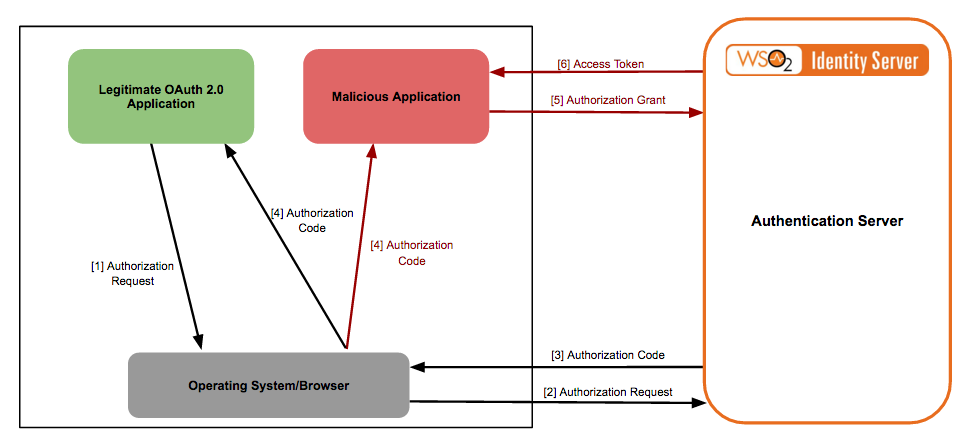 WSO2 Identity Server
Legitimate OAuth 2.0
Application
Malicious Application
[6] Access Token
[5] Authorization Grant
Authentication Server
[4] Authorization
Code
[4] Authorization
Code
[1] Authorization
Request
[3] Authorization Code
Operating System/Browser
[2] Authorization Request